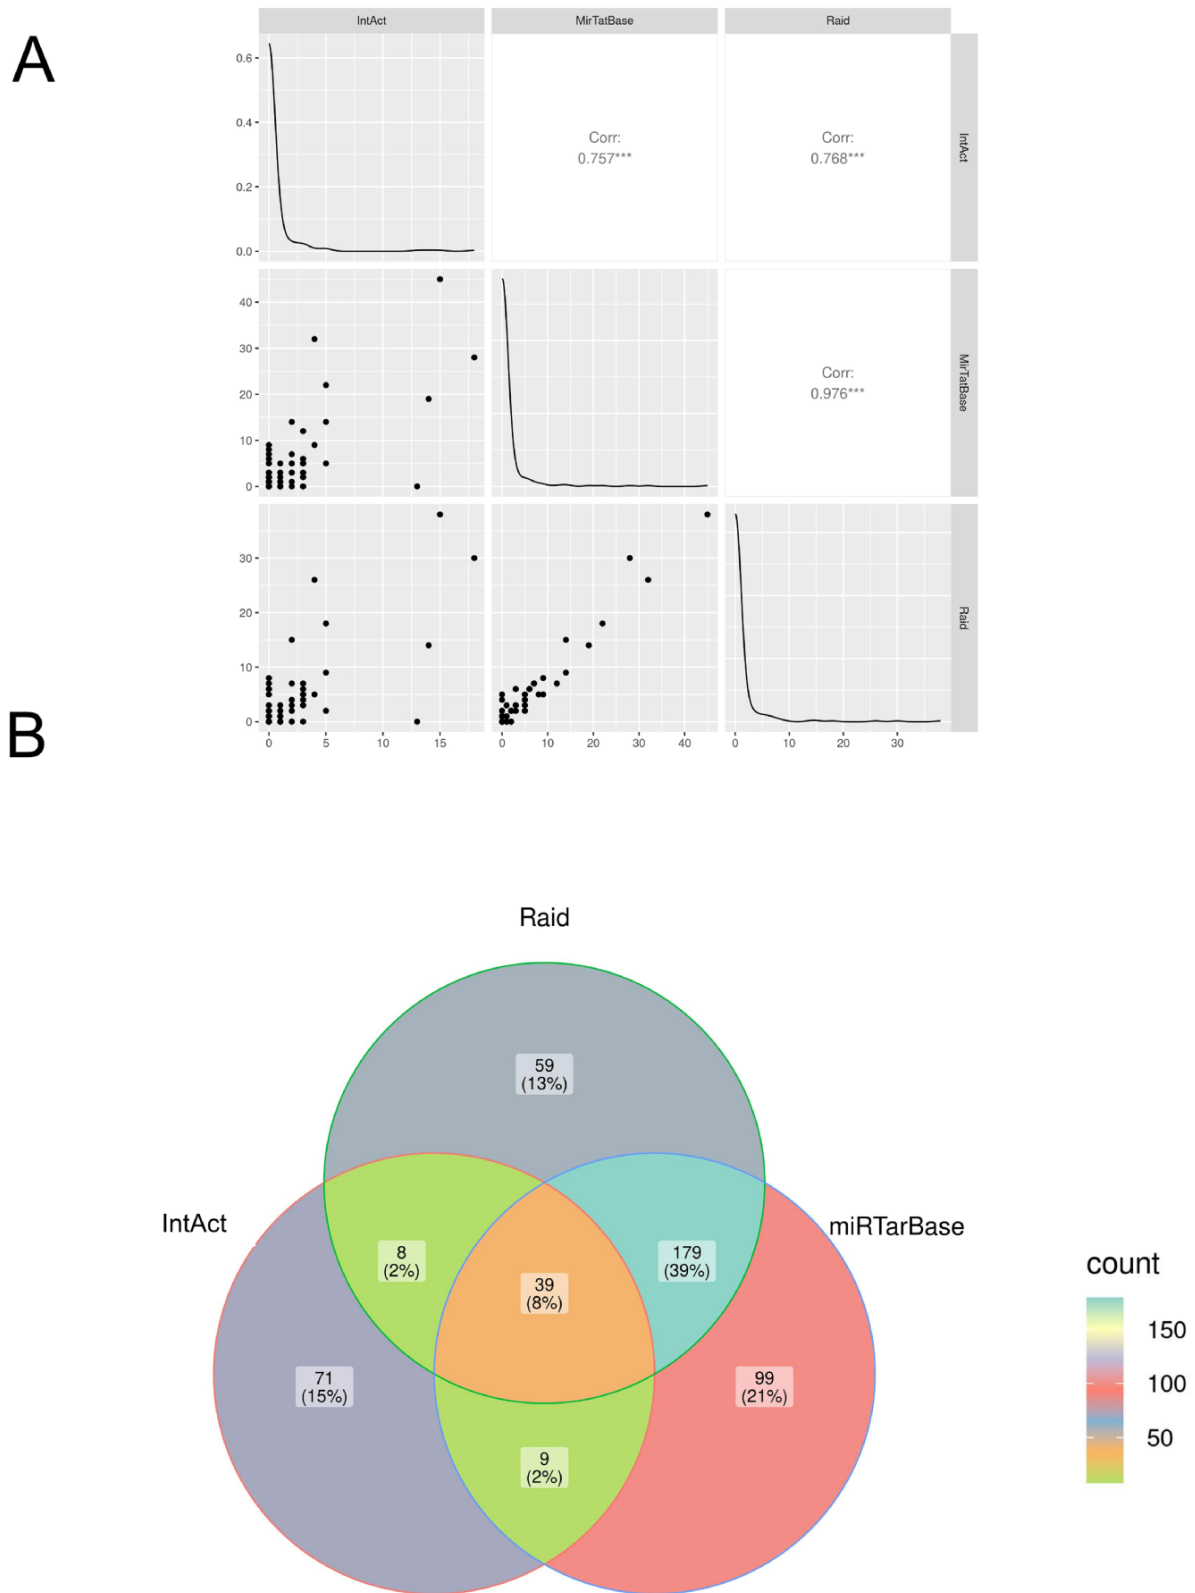 A
IntAct
MirTatBase
Raid
0.6
0.4
0.2
0.0
Corr:
0.757***
Corr:
0.768***
IntAct
40
30
20
10
0
Corr:
0.976***
MirTatBase
30
20
10
0
Raid
0 5 10 15
0 10 20 30 40
0 10 20 30
B
Raid
59
(13%)
IntAct
miRTarBase
8
(2%)
179
(39%)
39
(8%)
71
(15%)
99
(21%)
9
(2%)
count
150
100
50